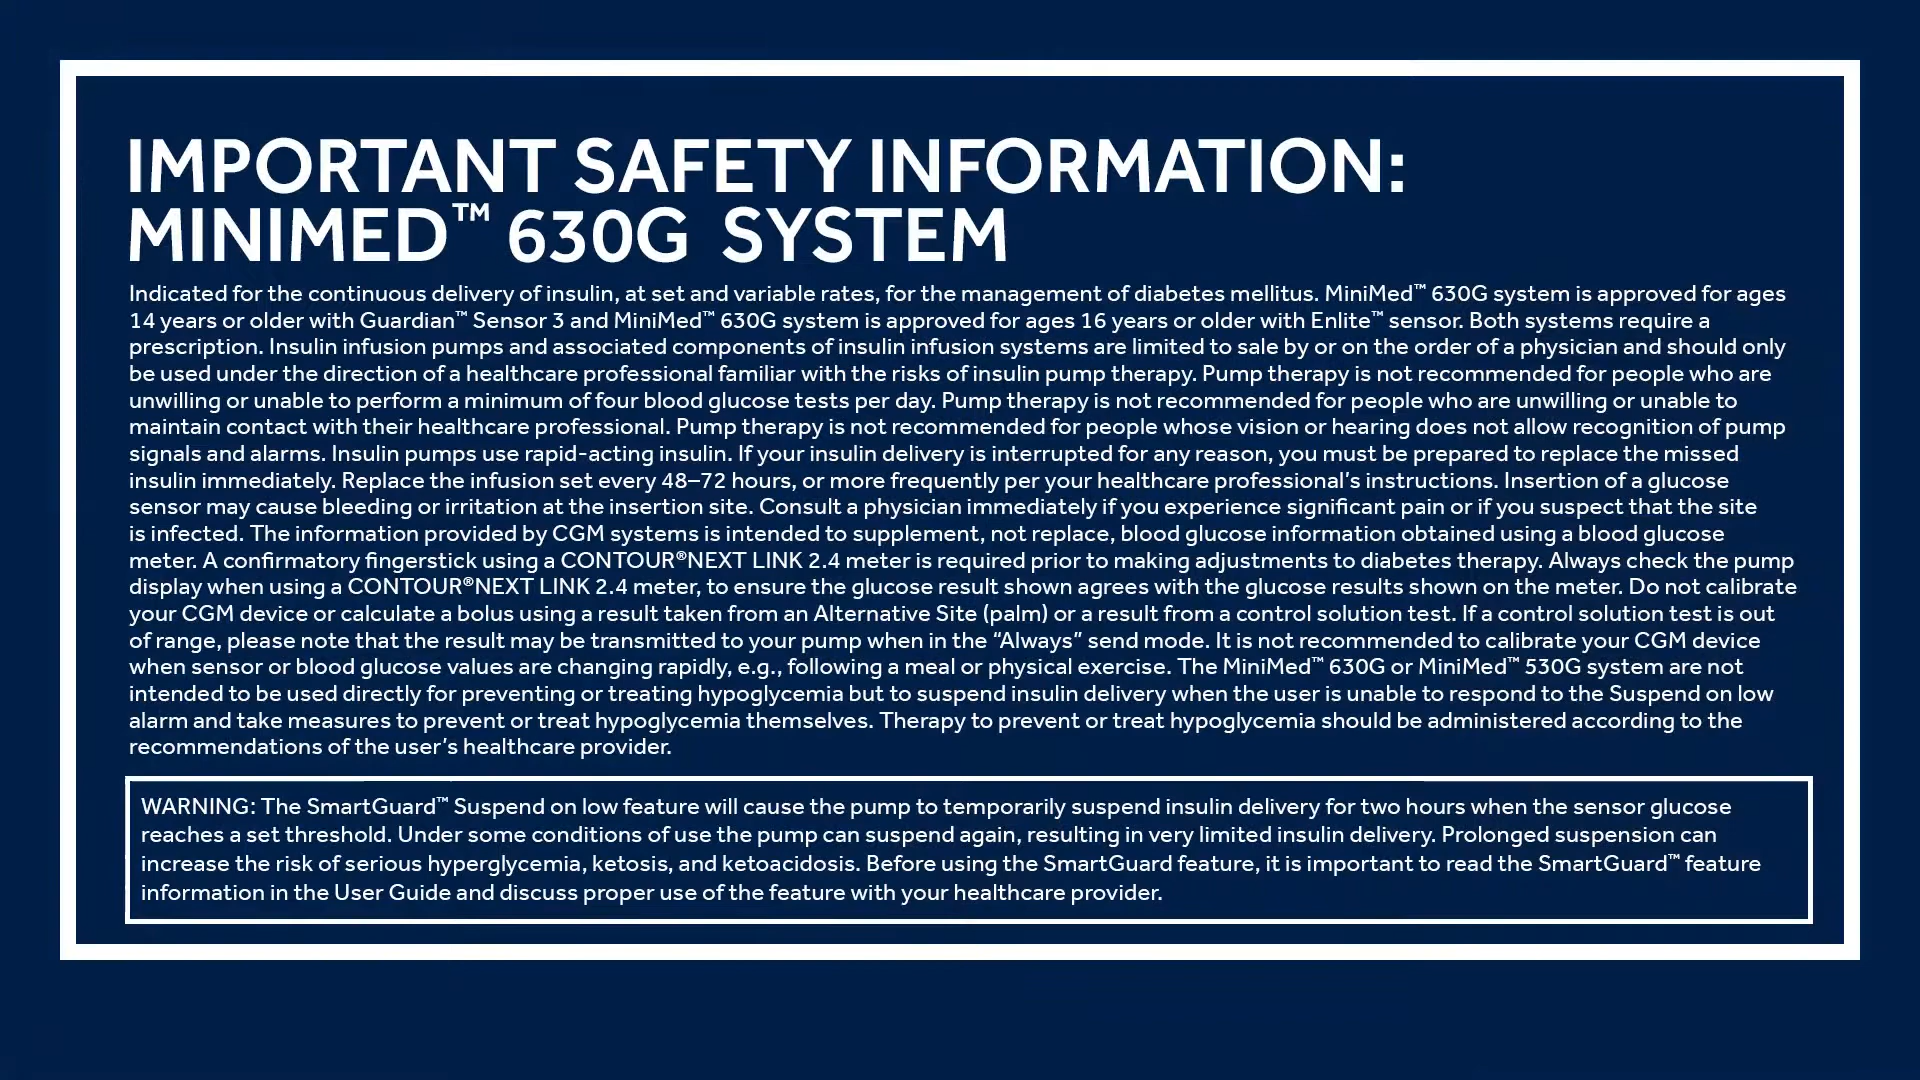 IMPORTANT SAFETY INFORMATION:
MINIMED™ 630G SYSTEM
Indicated for the continuous delivery of insulin, at set and variable rates, for the management of diabetes mellitus. MiniMed™ 630G system is approved for ages
14 years or older with Guardian™ Sensor 3 and MiniMed™ 630G system is approved for ages 16 years or older with Enlite™ sensor. Both systems require a
prescription. Insulin infusion pumps and associated components of insulin infusion systems are limited to sale by or on the order of a physician and should only
be used under the direction of a healthcare professional familiar with the risks of insulin pump therapy. Pump therapy is not recommended for people who are
unwilling or unable to perform a minimum of four blood glucose tests per day. Pump therapy is not recommended for people who are unwilling or unable to
maintain contact with their healthcare professional. Pump therapy is not recommended for people whose vision or hearing does not allow recognition of pump
signals and alarms. Insulin pumps use rapid-acting insulin. If your insulin delivery is interrupted for any reason, you must be prepared to replace the missed
insulin immediately. Replace the infusion set every 48–72 hours, or more frequently per your healthcare professional's instructions. Insertion of a glucose
sensor may cause bleeding or irritation at the insertion site. Consult a physician immediately if you experience significant pain or if you suspect that the site
is infected. The information provided by CGM systems is intended to supplement, not replace, blood glucose information obtained using a blood glucose
meter. A confirmatory fingerstick using a CONTOUR®NEXT LINK 2.4 meter is required prior to making adjustments to diabetes therapy. Always check the pump
display when using a CONTOUR®NEXT LINK 2.4 meter, to ensure the glucose result shown agrees with the glucose results shown on the meter. Do not calibrate
your CGM device or calculate a bolus using a result taken from an Alternative Site (palm) or a result from a control solution test. If a control solution test is out
of range, please note that the result may be transmitted to your pump when in the “Always” send mode. It is not recommended to calibrate your CGM device
when sensor or blood glucose values are changing rapidly, e.g., following a meal or physical exercise. The MiniMed™ 630G or MiniMed™ 530G system are not
intended to be used directly for preventing or treating hypoglycemia but to suspend insulin delivery when the user is unable to respond to the Suspend on low
alarm and take measures to prevent or treat hypoglycemia themselves. Therapy to prevent or treat hypoglycemia should be administered according to the
recommendations of the user's healthcare provider.
WARNING: The SmartGuard™ Suspend on low feature will cause the pump to temporarily suspend insulin delivery for two hours when the sensor glucose
reaches a set threshold. Under some conditions of use the pump can suspend again, resulting in very limited insulin delivery. Prolonged suspension can
increase the risk of serious hyperglycemia, ketosis, and ketoacidosis. Before using the SmartGuard feature, it is important to read the SmartGuard™ feature
information in the User Guide and discuss proper use of the feature with your healthcare provider.